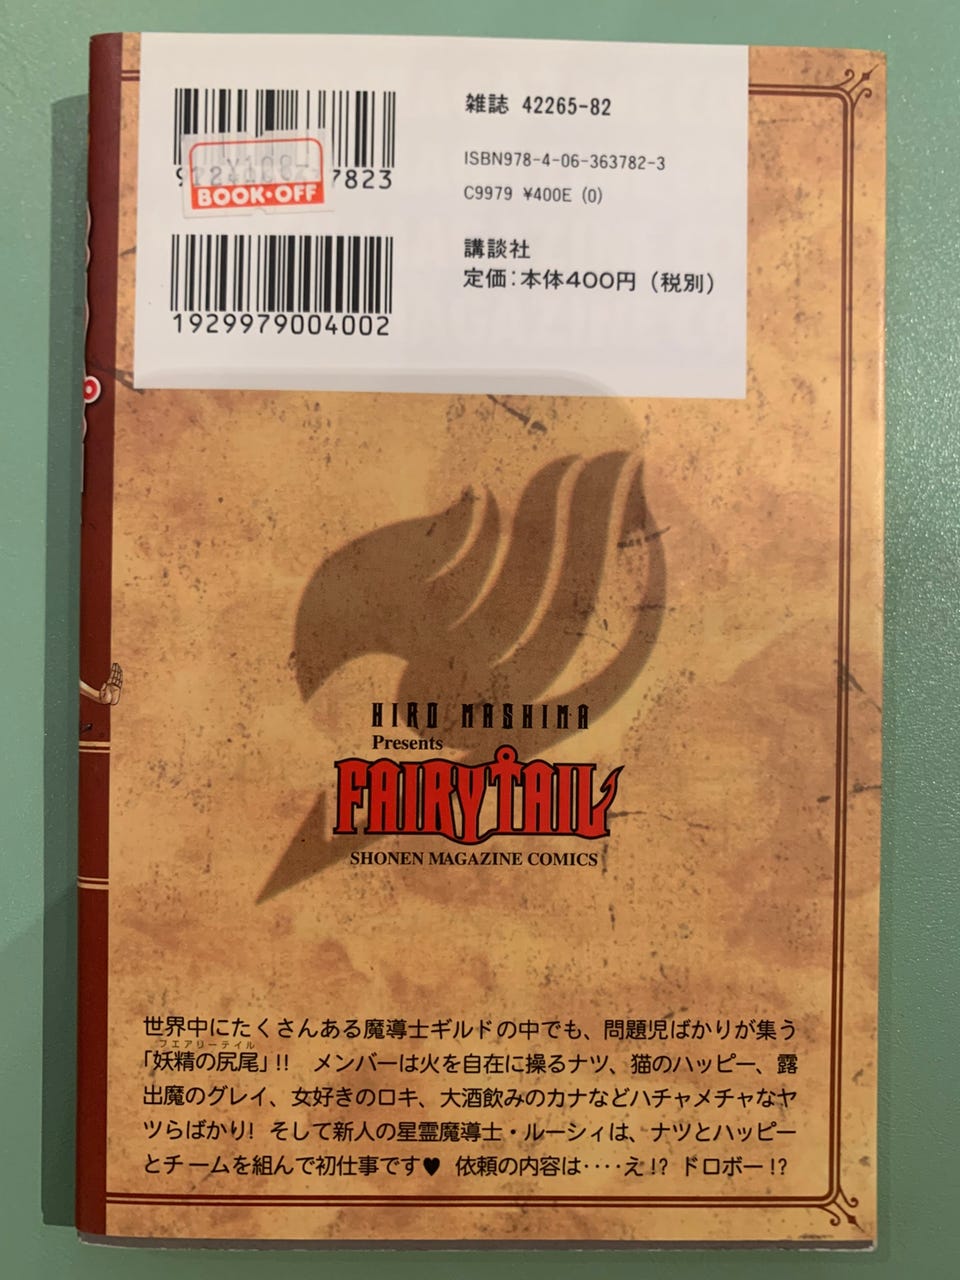 雑誌 42265-82
ISBN978-4-06-363782-3
C9979 ¥400E (0)
7823
BOOK・OFF
講談社
定価：本体400円（税別）
1929979004002
HIRO MASHIMA
Presents
FAIRY TAIL
SHONEN MAGAZINE COMICS
世界中にたくさんある魔導士ギルドの中でも、問題児ばかりが集う
フェアリーテイル
「妖精の尻尾」!!　メンバーは火を自在に操るナツ、猫のハッピー、露
出魔のグレイ、女好きのロキ、大酒飲みのカナなどハチャメチャなヤ
ツらばかり!　そして新人の星霊魔導士・ルーシィは、ナツとハッピー
とチームを組んで初仕事です♥　依頼の内容は‥‥え!?　ドロボー!?